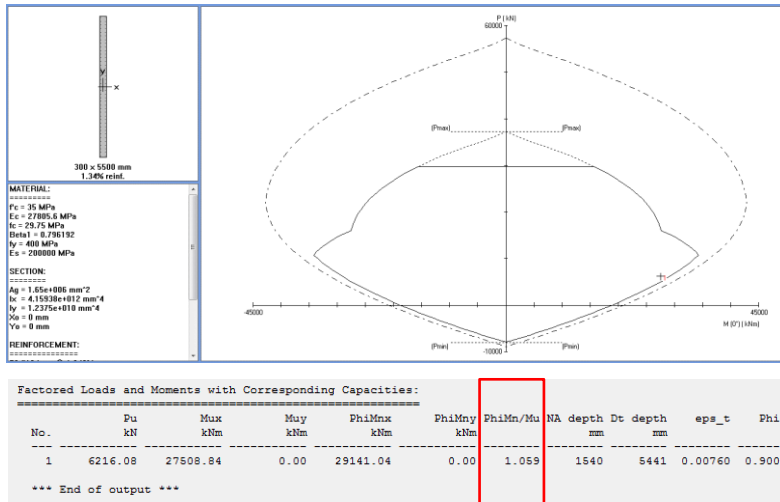 y
x
300 x 5500 mm
1.34% reinf.
MATERIAL:
=========
f'c = 35 MPa
Ec = 27805.6 MPa
fc = 29.75 MPa
Beta1 = 0.796192
fy = 400 MPa
Es = 200000 MPa
SECTION:
========
Ag = 1.65e+006 mm^2
Ix = 4.15938e+012 mm^4
Iy = 1.2375e+010 mm^4
Xo = 0 mm
Yo = 0 mm
REINFORCEMENT:
P (kN)
60000
(Pmax) (Pmax)
-45000 45000
M (0°) (kNm)
(Pmin) (Pmin)
-10000
Factored Loads and Moments with Corresponding Capacities:
Pu Mux Muy PhiMnx PhiMny PhiMn/Mu NA depth Dt depth eps_t Phi
No. kN kNm kNm kNm kNm mm mm
1 6216.08 27508.84 0.00 29141.04 0.00 1.059 1540 5441 0.00760 0.900
*** End of output ***